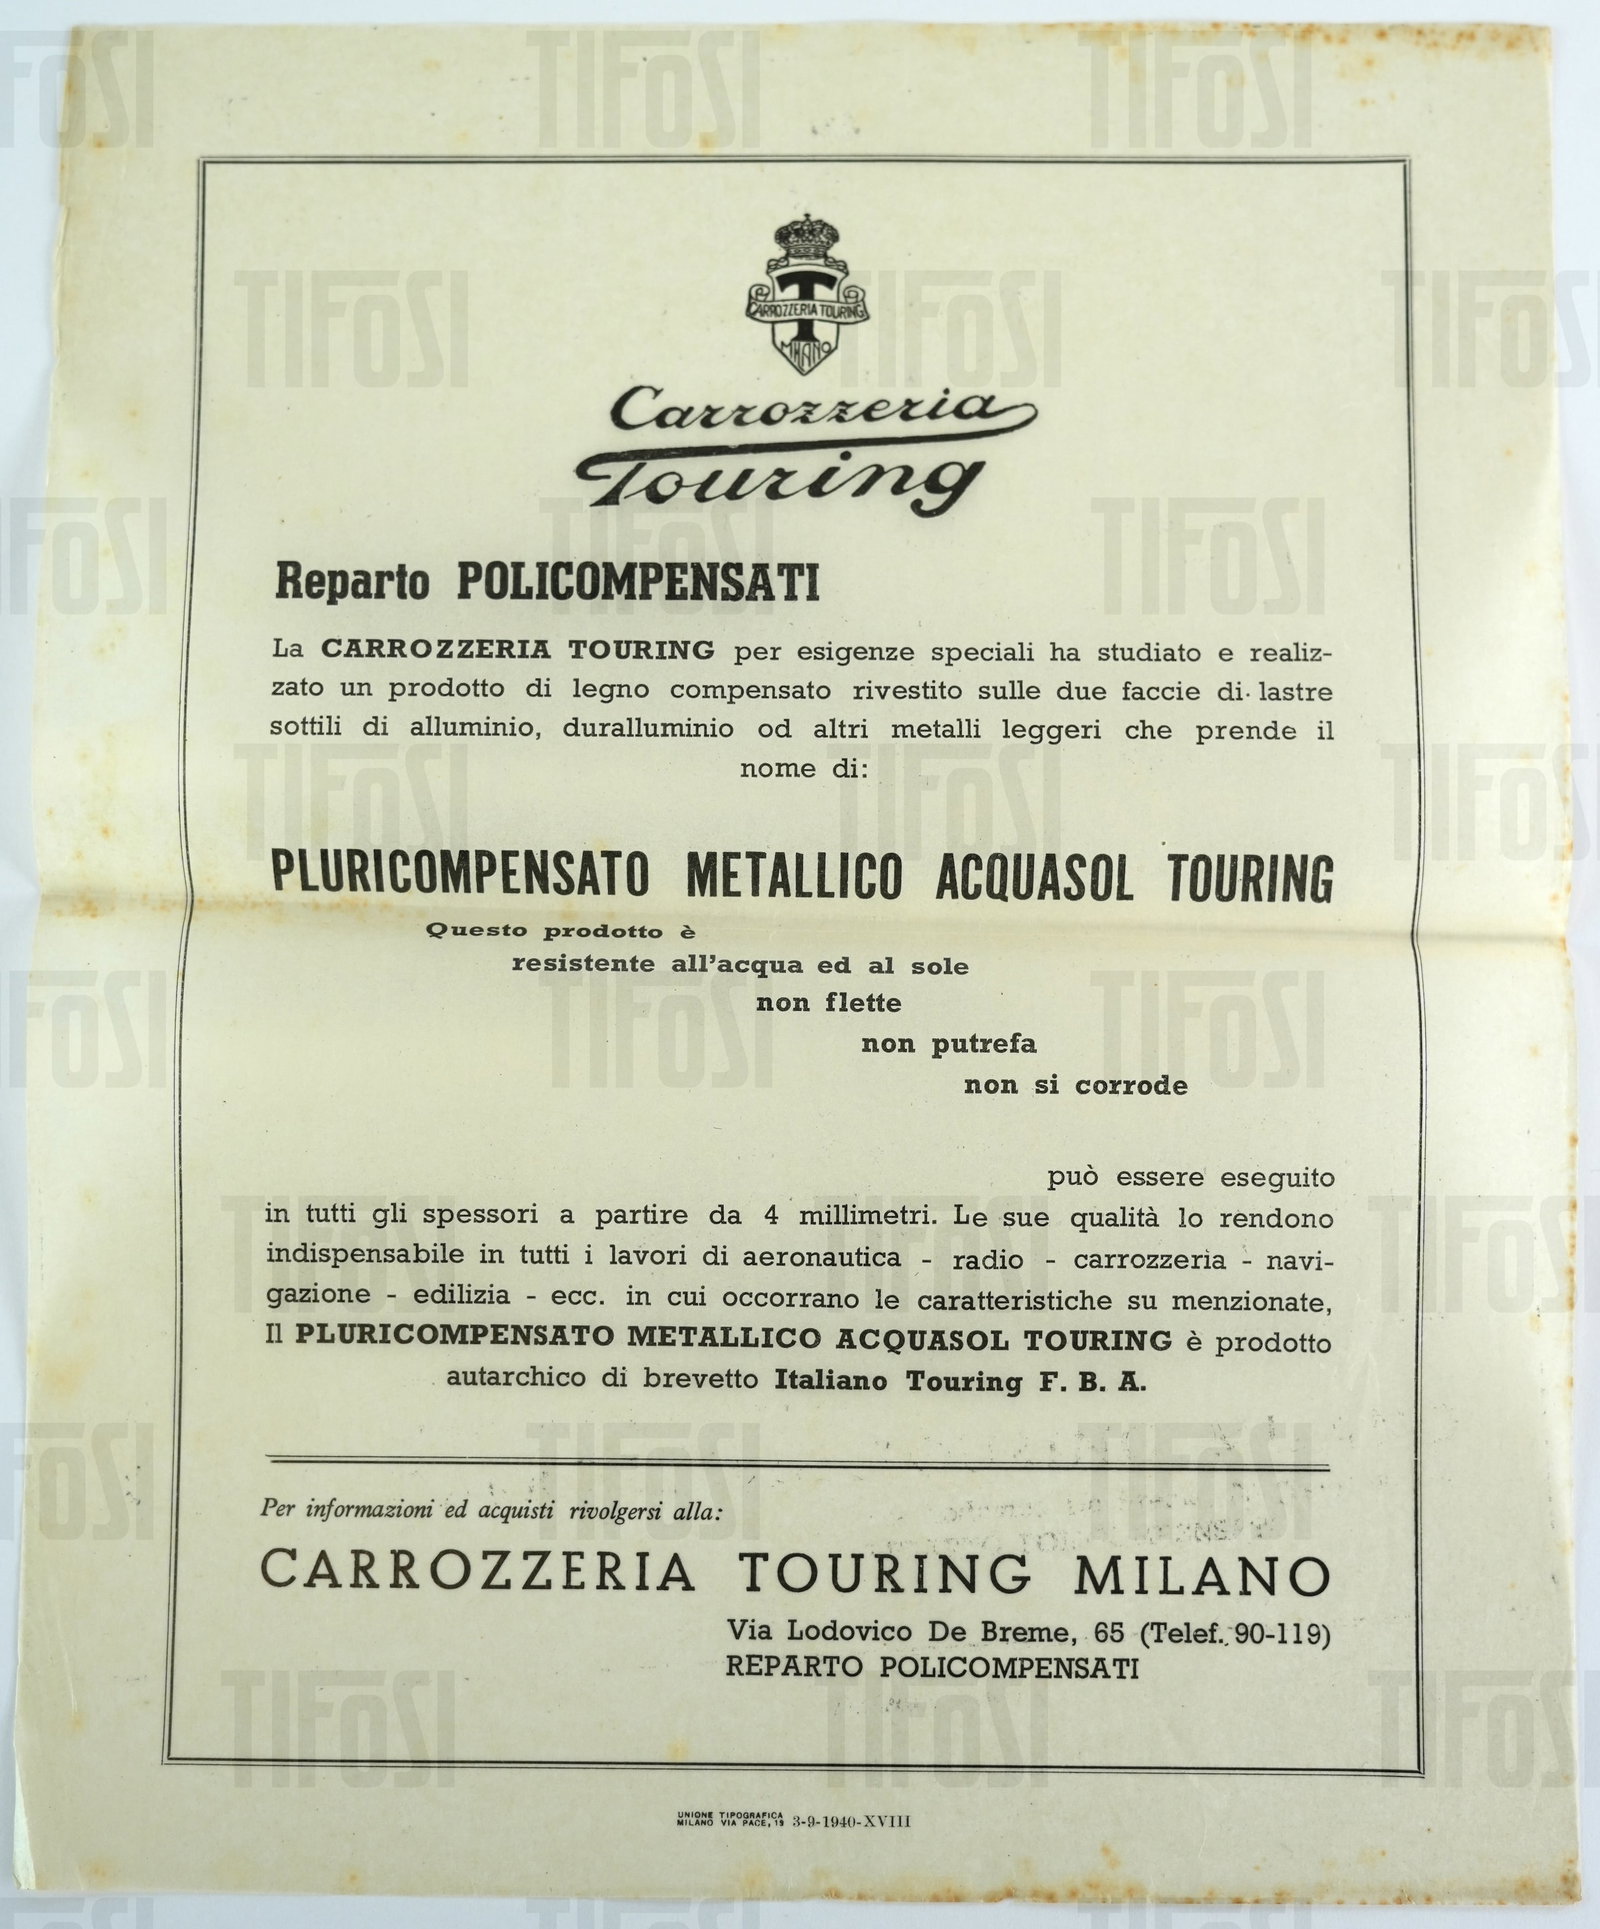 T
CARROZZERIA TOURING
MILANO
Carrozzeria
Touring
Reparto POLICOMPENSATI
La CARROZZERIA TOURING per esigenze speciali ha studiato e realiz-
zato un prodotto di legno compensato rivestito sulle due faccie di lastre
sottili di alluminio, duralluminio od altri metalli leggeri che prende il
nome di:
PLURICOMPENSATO METALLICO ACQUASOL TOURING
Questo prodotto è
resistente all'acqua ed al sole
non flette
non putrefa
non si corrode
può essere eseguito
in tutti gli spessori a partire da 4 millimetri. Le sue qualità lo rendono
indispensabile in tutti i lavori di aeronautica - radio - carrozzeria - navi-
gazione - edilizia - ecc. in cui occorrano le caratteristiche su menzionate,
Il PLURICOMPENSATO METALLICO ACQUASOL TOURING è prodotto
autarchico di brevetto Italiano Touring F. B. A.
Per informazioni ed acquisti rivolgersi alla:
CARROZZERIA TOURING MILANO
Via Lodovico De Breme, 65 (Telef. 90-119)
REPARTO POLICOMPENSATI
UNIONE TIPOGRAFICA
MILANO VIA PACE, 19 3-9-1940-XVIII
TIFOSI